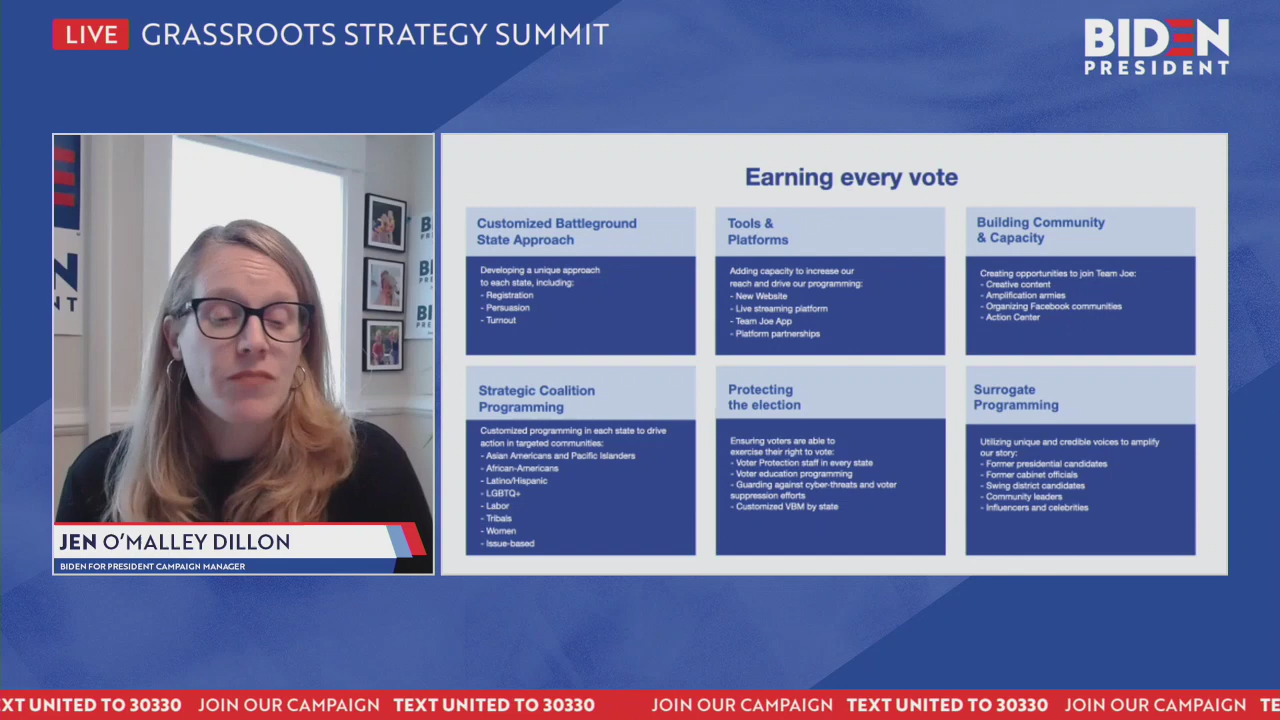 LIVE GRASSROOTS STRATEGY SUMMIT
BIDEN
PRESIDENT
Earning every vote
Customized Battleground
State Approach
Developing a unique approach
to each state, including:
- Registration
- Persuasion
- Turnout
Tools &
Platforms
Adding capacity to increase our
reach and drive our programming:
- New Website
- Live streaming platform
- Team Joe App
- Platform partnerships
Building Community
& Capacity
Creating opportunities to join Team Joe:
- Creative content
- Amplification armies
- Organizing Facebook communities
- Action Center
Strategic Coalition
Programming
Customized programming in each state to drive
action in targeted communities:
- Asian Americans and Pacific Islanders
- African-Americans
- Latino/Hispanic
- LGBTQ+
- Labor
- Tribals
- Women
- Issue-based
Protecting
the election
Ensuring voters are able to
exercise their right to vote:
- Voter Protection staff in every state
- Voter education programming
- Guarding against cyber-threats and voter
suppression efforts
- Customized VBM by state
Surrogate
Programming
Utilizing unique and credible voices to amplify
our story:
- Former presidential candidates
- Former cabinet officials
- Swing district candidates
- Community leaders
- Influencers and celebrities
JEN O'MALLEY DILLON
BIDEN FOR PRESIDENT CAMPAIGN MANAGER
EXT UNITED TO 30330 JOIN OUR CAMPAIGN TEXT UNITED TO 30330 JOIN OUR CAMPAIGN TEXT UNITED TO 30330 JOIN OUR CAMPAIGN TE